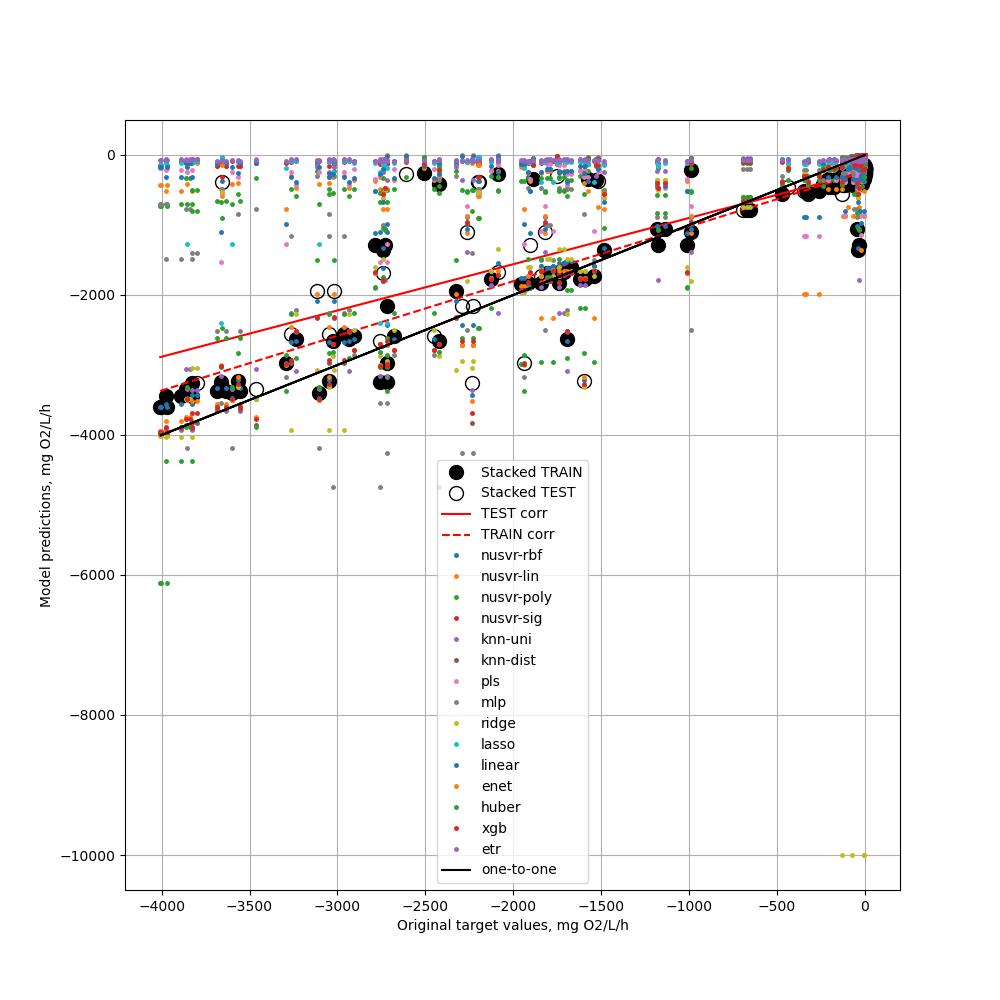 0
−2000
−4000
−6000
−8000
−10000
Model predictions, mg O2/L/h
Stacked TRAIN
Stacked TEST
TEST corr
TRAIN corr
nusvr-rbf
nusvr-lin
nusvr-poly
nusvr-sig
knn-uni
knn-dist
pls
mlp
ridge
lasso
linear
enet
huber
xgb
etr
one-to-one
−4000 −3500 −3000 −2500 −2000 −1500 −1000 −500 0
Original target values, mg O2/L/h